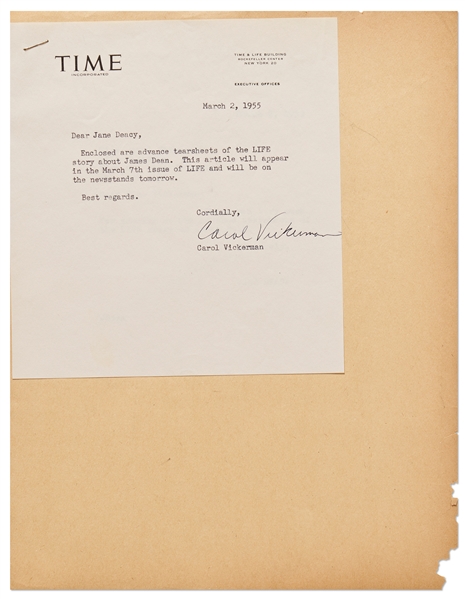 TIME
INCORPORATED
TIME & LIFE BUILDING
ROCKEFELLER CENTER
NEW YORK 20
EXECUTIVE OFFICES
March 2, 1955
Dear Jane Deacy,
Enclosed are advance tearsheets of the LIFE
story about James Dean. This article will appear
in the March 7th issue of LIFE and will be on
the newsstands tomorrow.
Best regards.
Cordially,
Carol Vickerman
Carol Vickerman